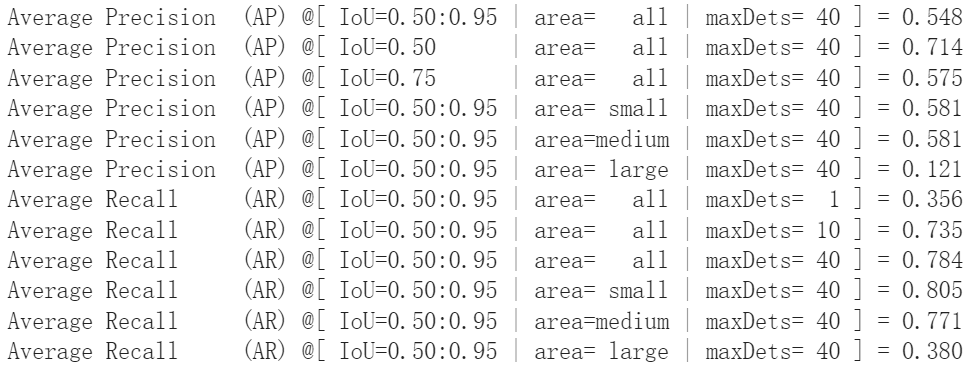 Average Precision  (AP) @[ IoU=0.50:0.95 | area=   all | maxDets= 40 ] = 0.548
Average Precision  (AP) @[ IoU=0.50      | area=   all | maxDets= 40 ] = 0.714
Average Precision  (AP) @[ IoU=0.75      | area=   all | maxDets= 40 ] = 0.575
Average Precision  (AP) @[ IoU=0.50:0.95 | area= small | maxDets= 40 ] = 0.581
Average Precision  (AP) @[ IoU=0.50:0.95 | area=medium | maxDets= 40 ] = 0.581
Average Precision  (AP) @[ IoU=0.50:0.95 | area= large | maxDets= 40 ] = 0.121
Average Recall     (AR) @[ IoU=0.50:0.95 | area=   all | maxDets=  1 ] = 0.356
Average Recall     (AR) @[ IoU=0.50:0.95 | area=   all | maxDets= 10 ] = 0.735
Average Recall     (AR) @[ IoU=0.50:0.95 | area=   all | maxDets= 40 ] = 0.784
Average Recall     (AR) @[ IoU=0.50:0.95 | area= small | maxDets= 40 ] = 0.805
Average Recall     (AR) @[ IoU=0.50:0.95 | area=medium | maxDets= 40 ] = 0.771
Average Recall     (AR) @[ IoU=0.50:0.95 | area= large | maxDets= 40 ] = 0.380